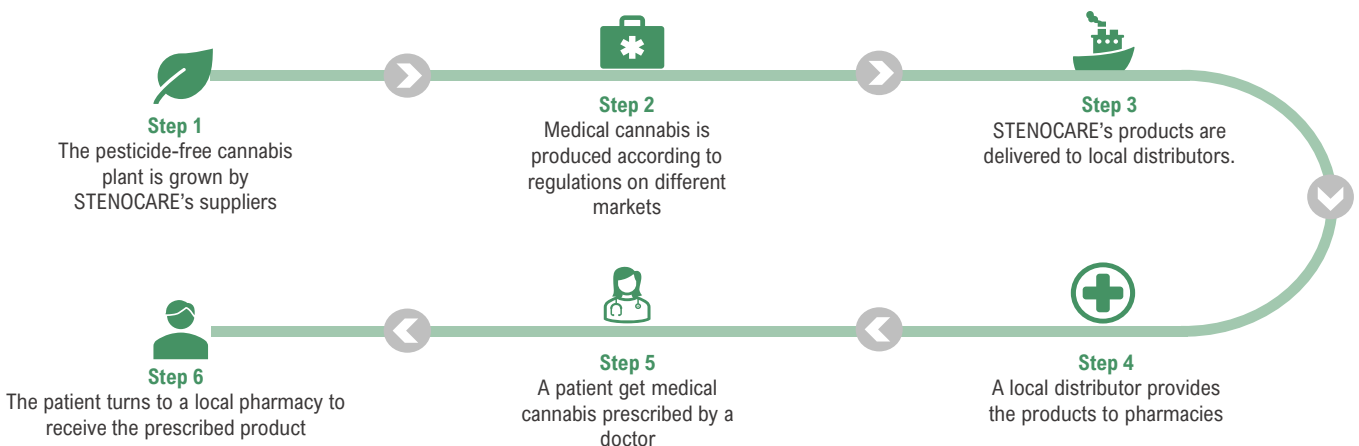 Step 1
The pesticide-free cannabis
plant is grown by
STENOCARE's suppliers
Step 2
Medical cannabis is
produced according to
regulations on different
markets
Step 3
STENOCARE's products are
delivered to local distributors.
Step 4
A local distributor provides
the products to pharmacies
Step 5
A patient get medical
cannabis prescribed by a
doctor
Step 6
The patient turns to a local pharmacy to
receive the prescribed product